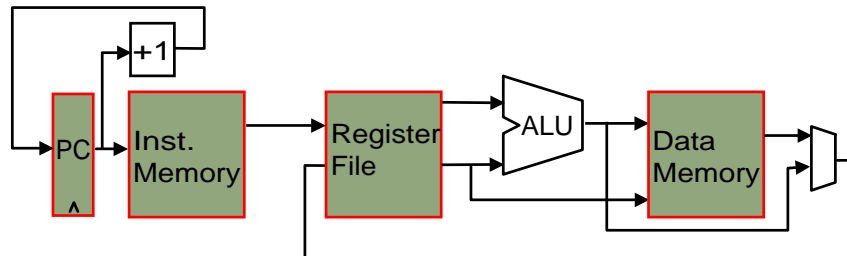 +1
PC
Inst.
Memory
Register
File
ALU
Data
Memory